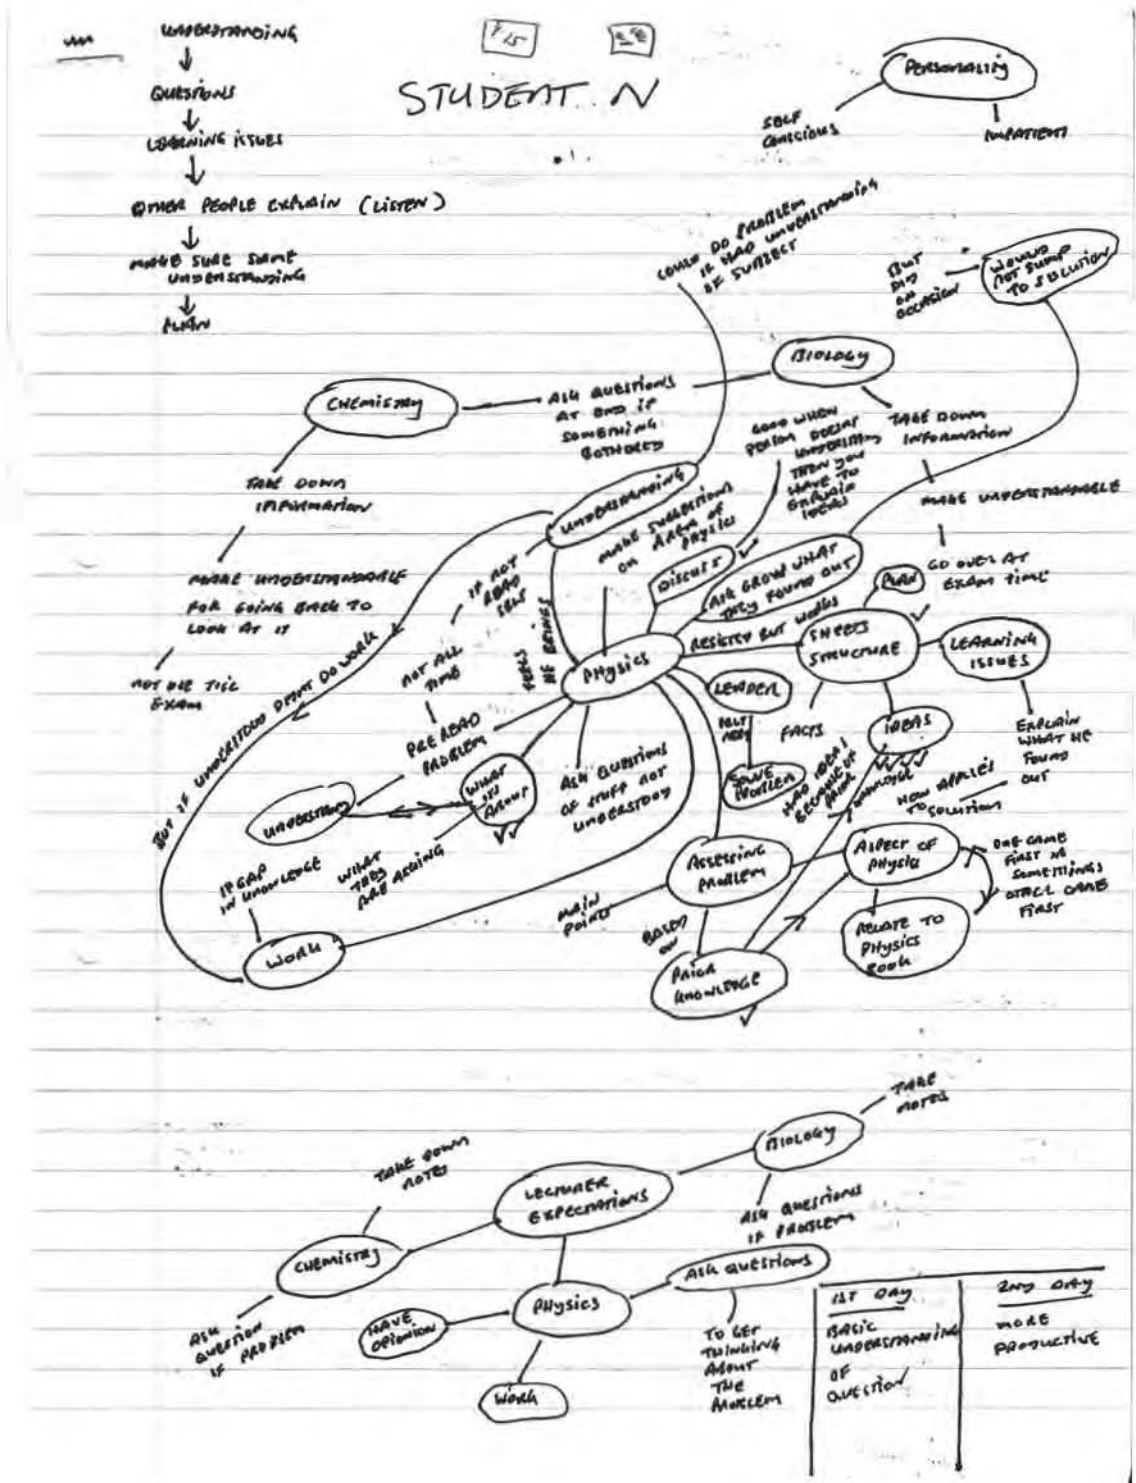 UNDERSTANDING
QUESTIONS
LEARNING ISSUES
OTHER PEOPLE EXPLAIN (LISTEN)
MAKE SURE SAME
UNDERSTANDING
PLAN
STUDENT N
PERSONALITY
SELF
CONSCIOUS
IMPATIENT
COULD DO PROBLEM
IF HAD UNDERSTANDING
OF SUBJECT
BUT
DID
ON
OCCASION
WOULD
NOT JUMP
TO SOLUTION
BIOLOGY
CHEMISTRY
ASK QUESTIONS
AT END IF
SOMETHING
BOTHERED
TAKE DOWN
INFORMATION
MAKE UNDERSTANDABLE
GO OVER AT
EXAM TIME
GOOD WHEN
PERSON DOESNT
UNDERSTAND
THEN YOU
HAVE TO
EXPLAIN
IDEAS
TAKE DOWN
INFORMATION
MAKE UNDERSTANDABLE
FOR GOING BACK TO
LOOK AT IT
NOT USE TILL
EXAM
UNDERSTANDING
MAKE SUGGESTIONS
ON AREA OF
PHYSICS
DISCUSS
ASK GROUP WHAT
THEY FOUND OUT
IF NOT
READ
SELF
NOT ALL
TIME
PRE READ
PROBLEM
FEELS
HE BRINGS
PHYSICS
RESISTED BUT WORKS
SHEETS
STRUCTURE
PLAN
LEARNING
ISSUES
EXPLAIN
WHAT HE
FOUND
OUT
FACTS
IDEAS
HOW APPLIES
TO SOLUTION
HAD IDEAS
BECAUSE OF
PRIOR
KNOWLEDGE
LEADER
SOLVE
PROBLEM
BUT IF UNDERSTOOD DIDNT DO WORK
UNDERSTAND
WHAT
IS
ABOUT
ASK QUESTIONS
OF STUFF NOT
UNDERSTOOD
WHAT
THEY
ARE ASKING
IF GAP
IN KNOWLEDGE
WORK
MAIN
POINTS
ASSESSING
PROBLEM
BASED
ON
PRIOR
KNOWLEDGE
ASPECT OF
PHYSICS
ONE CAME
FIRST
SOMETIMES
OTHER CAME
FIRST
RELATE TO
PHYSICS
BOOK
LECTURER
EXPECTATIONS
BIOLOGY
TAKE
NOTES
ASK QUESTIONS
IF PROBLEM
CHEMISTRY
TAKE DOWN
NOTES
ASK
QUESTION
IF PROBLEM
PHYSICS
HAVE
OPINION
WORK
ASK QUESTIONS
TO GET
THINKING
ABOUT
THE
PROBLEM
1ST DAY
BASIC
UNDERSTANDING
OF
QUESTION
2ND DAY
MORE
PRODUCTIVE